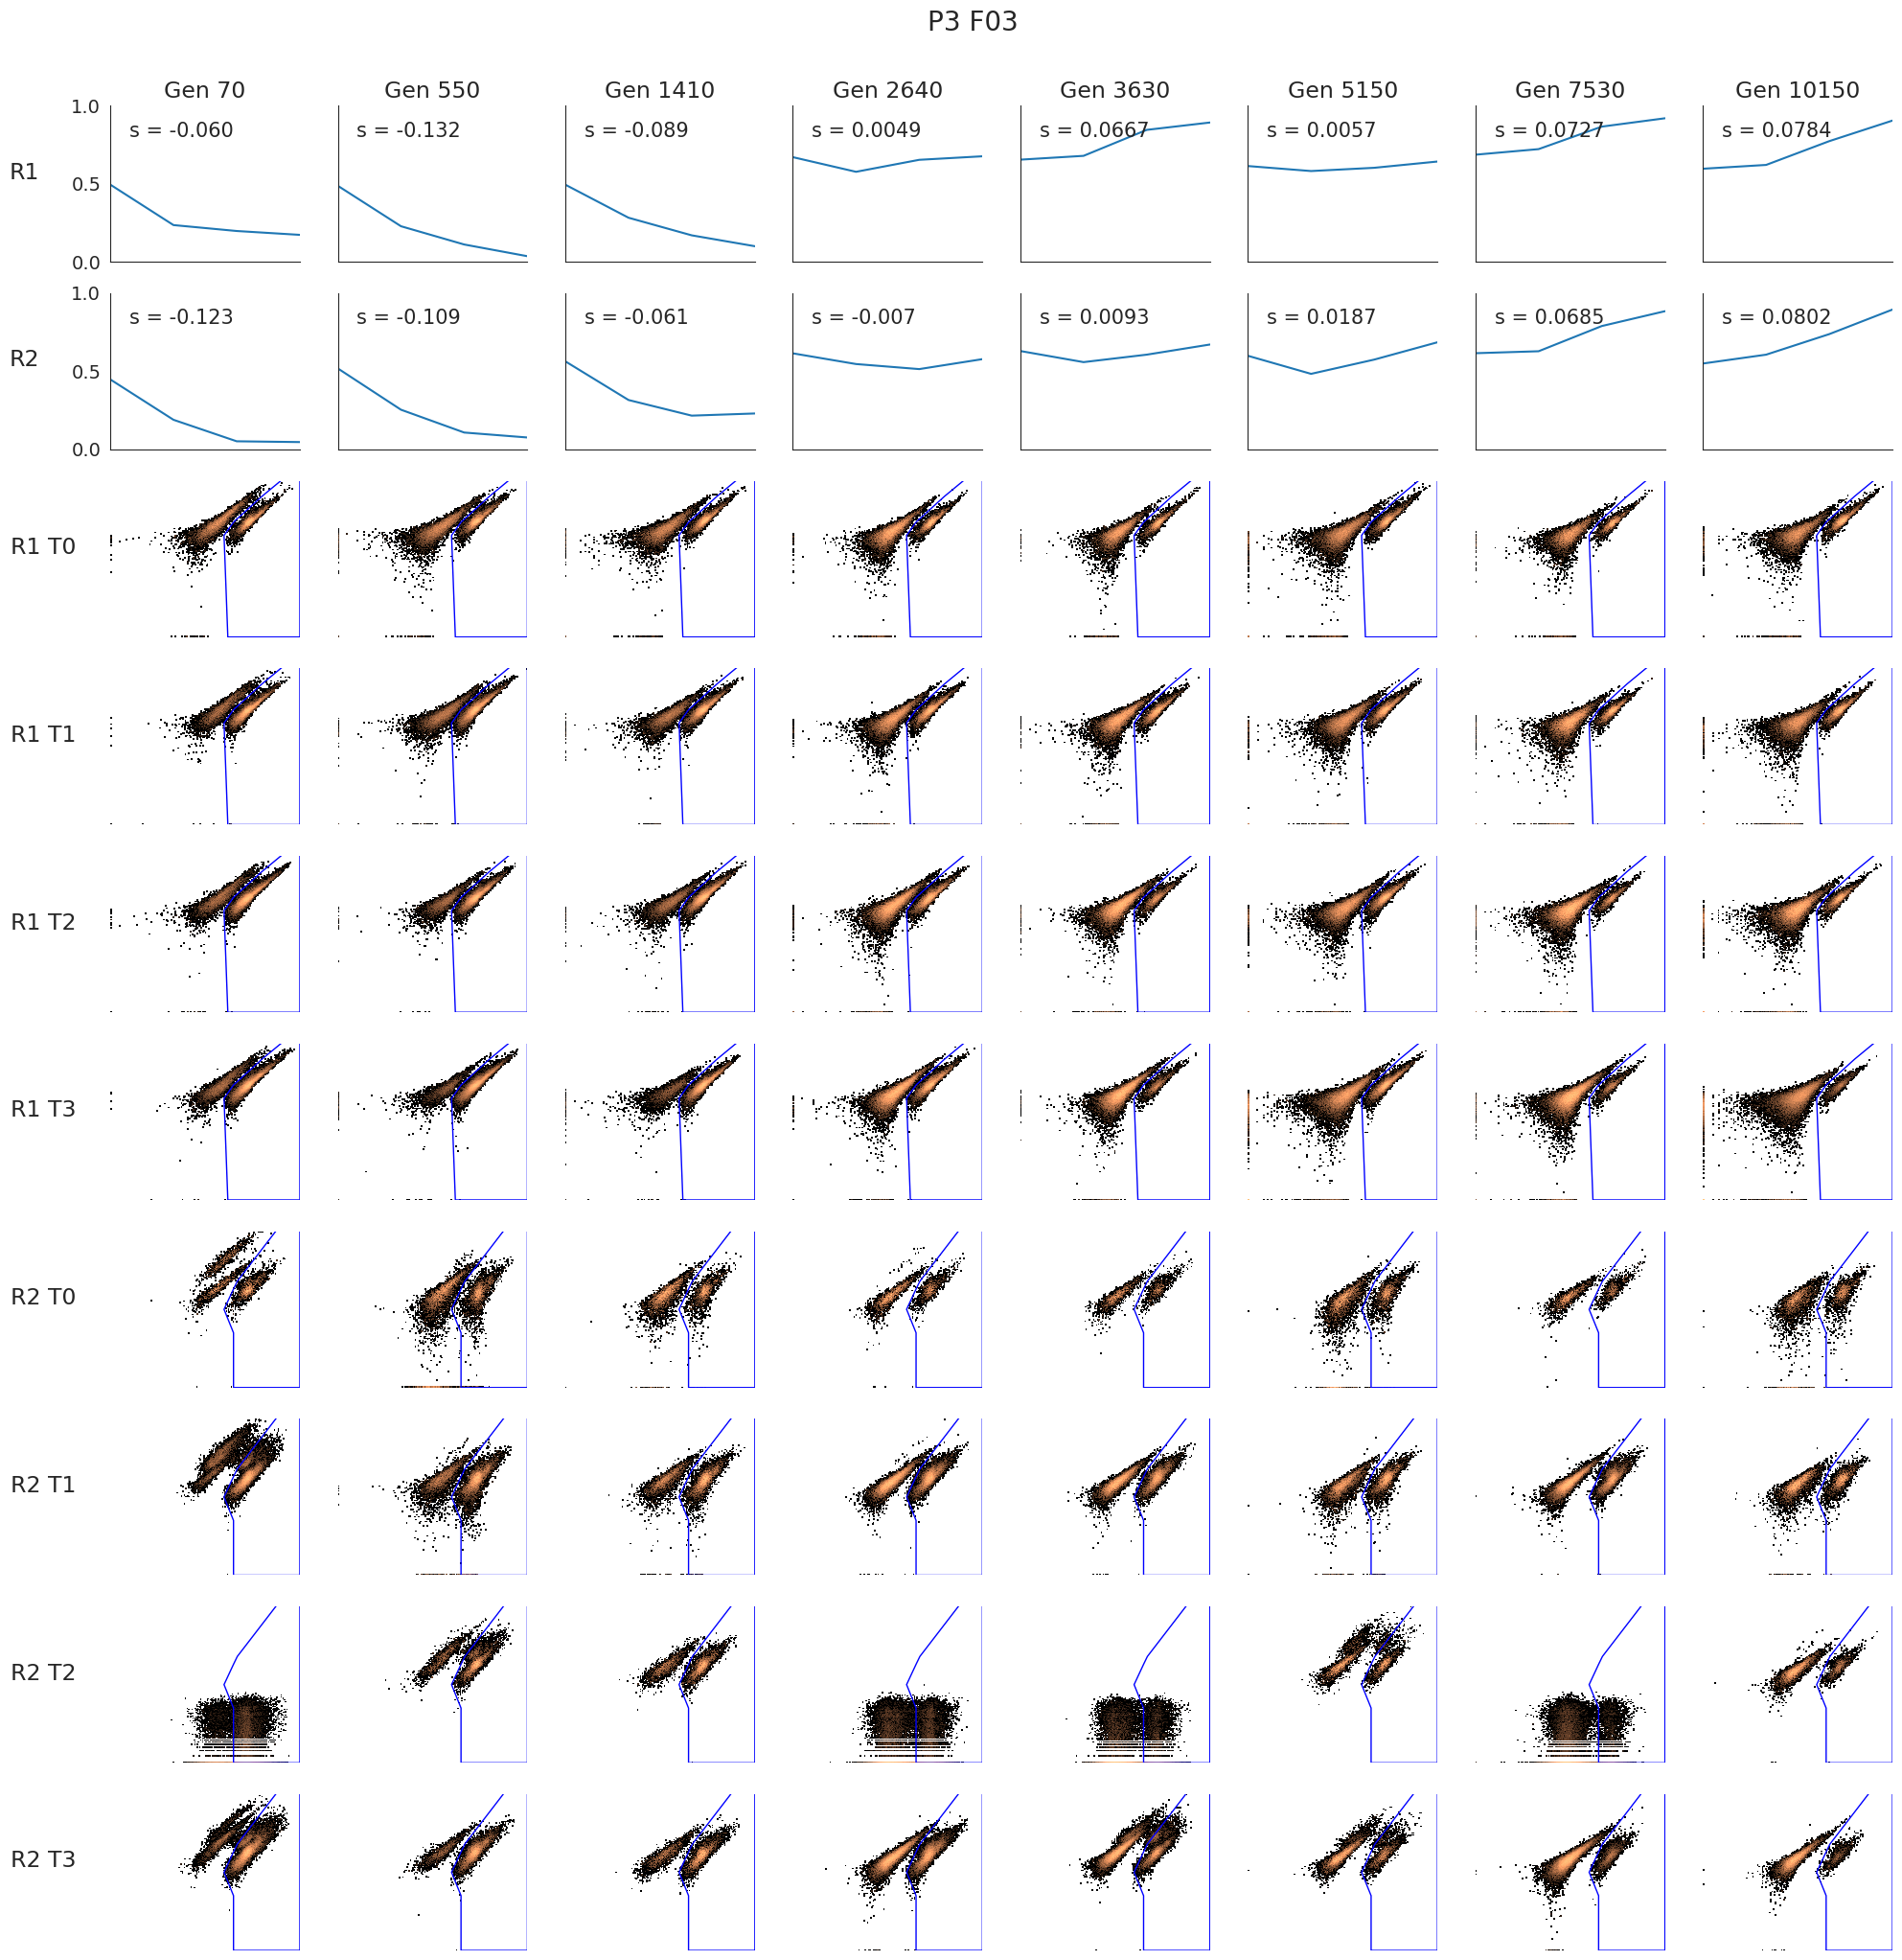 P3 F03
Gen 70 Gen 550 Gen 1410 Gen 2640 Gen 3630 Gen 5150 Gen 7530 Gen 10150
1.0
s = -0.060 s = -0.132 s = -0.089 s = 0.0049 s = 0.0667 s = 0.0057 s = 0.0727 s = 0.0784
R1
0.5
0.0
1.0
s = -0.123 s = -0.109 s = -0.061 s = -0.007 s = 0.0093 s = 0.0187 s = 0.0685 s = 0.0802
R2
0.5
0.0
R1 T0
R1 T1
R1 T2
R1 T3
R2 T0
R2 T1
R2 T2
R2 T3